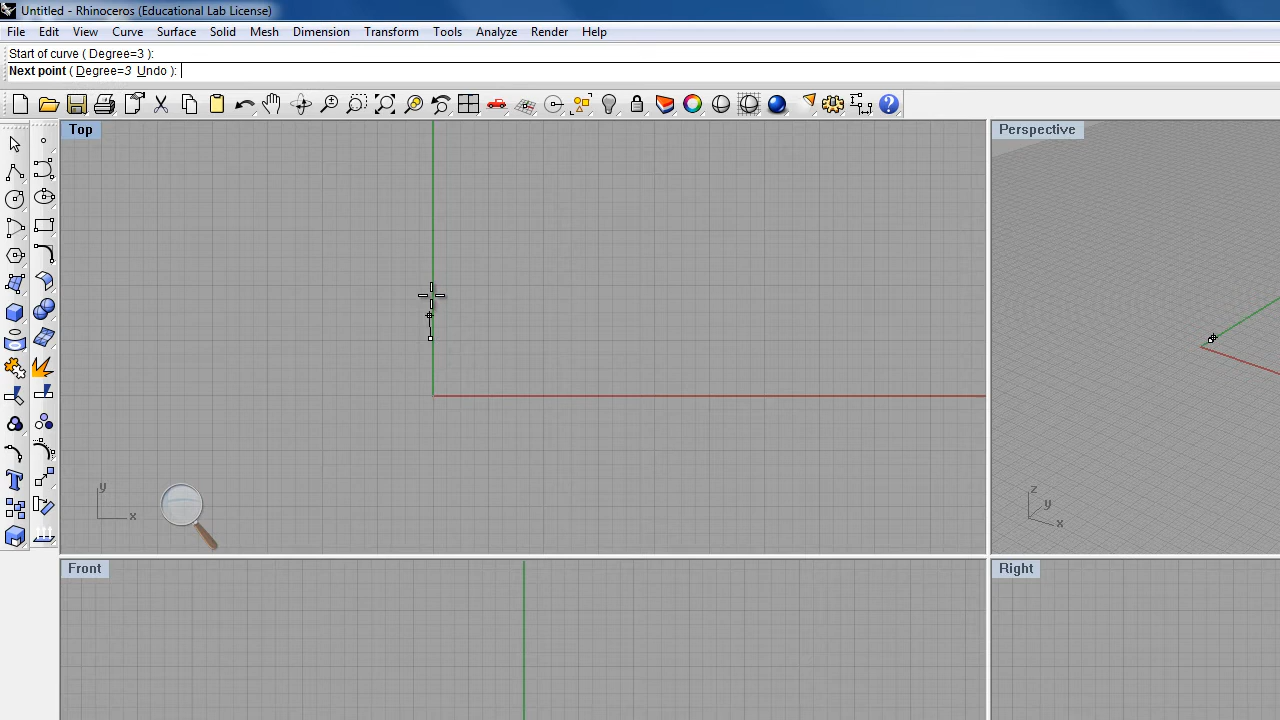 Untitled - Rhinoceros (Educational Lab License)
File Edit View Curve Surface Solid Mesh Dimension Transform Tools Analyze Render Help
Start of curve ( Degree=3 ):
Next point ( Degree=3 Undo ):
Top
Perspective
y
x
z
y
x
Front
Right